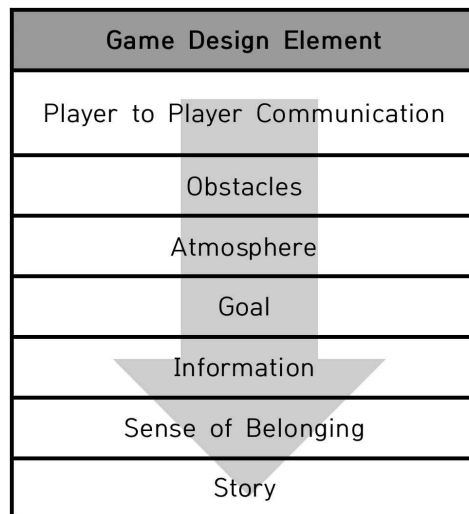 Game Design Element
Player to Player Communication
Obstacles
Atmosphere
Goal
Information
Sense of Belonging
Story